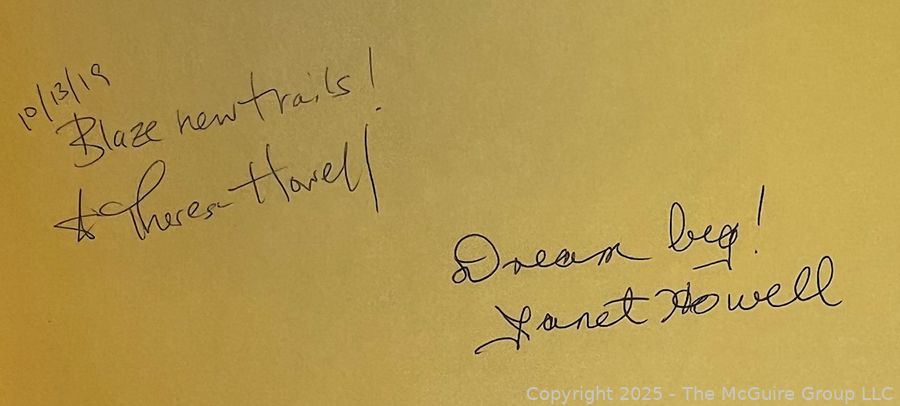 10/13/19
Blaze new trails!
Theresa Howell
Dream big!
Janet Howell
Copyright 2025 - The McGuire Group LLC